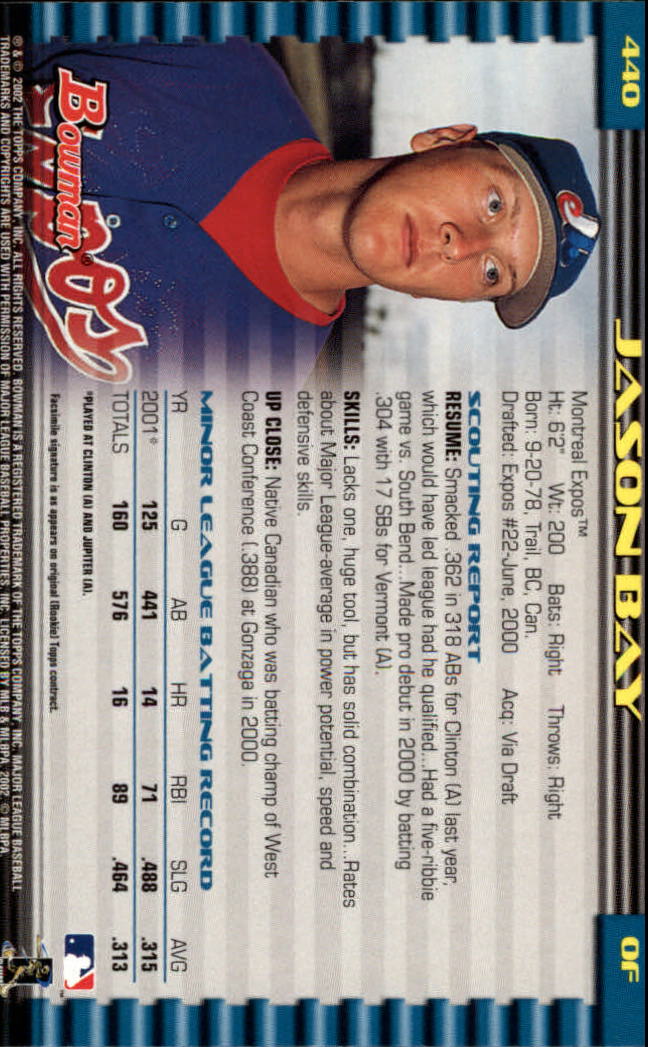 440
JASON BAY
OF
Montreal Expos™
Ht: 6'2" Wt: 200 Bats: Right Throws: Right
Born: 9-20-78, Trail, BC, Can.
Drafted: Expos #22-June, 2000 Acq: Via Draft
SCOUTING REPORT
RESUME: Smacked .362 in 318 ABs for Clinton (A) last year,
which would have led league had he qualified...Had a five-ribbie
game vs. South Bend...Made pro debut in 2000 by batting
.304 with 17 SBs for Vermont (A).
SKILLS: Lacks one, huge tool, but has solid combination...Rates
about Major League-average in power potential, speed and
defensive skills.
UP CLOSE: Native Canadian who was batting champ of West
Coast Conference (.388) at Gonzaga in 2000.
MINOR LEAGUE BATTING RECORD
YR G AB HR RBI SLG AVG
2001* 125 441 14 71 .488 .315
TOTALS 160 576 16 89 .464 .313
*PLAYED AT CLINTON (A) AND JUPITER (A).
Facsimile signature is as appears on original (Rookie) Topps contract.
Bowman®
® & © 2002 THE TOPPS COMPANY, INC. ALL RIGHTS RESERVED. BOWMAN IS A REGISTERED TRADEMARK OF THE TOPPS COMPANY, INC. MAJOR LEAGUE BASEBALL
TRADEMARKS AND COPYRIGHTS ARE USED WITH PERMISSION OF MAJOR LEAGUE BASEBALL PROPERTIES, INC. LICENSED BY MLB & MLBPA, 2002. © MLBPA